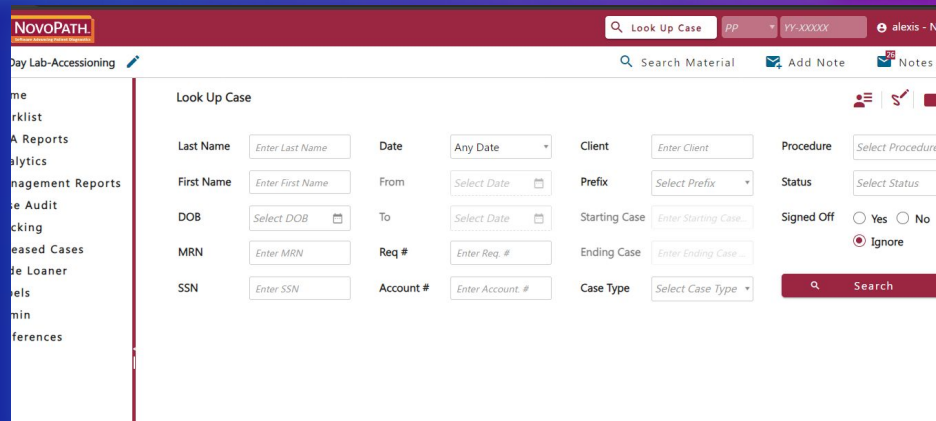 NOVOPATH
Look Up Case PP YY-XXXXX alexis - N
Day Lab-Accessioning Search Material Add Note 26 Notes
me
rklist
A Reports
alytics
nagement Reports
se Audit
cking
eased Cases
de Loaner
bels
min
ferences
Look Up Case
Last Name Enter Last Name Date Any Date Client Enter Client Procedure Select Procedure
First Name Enter First Name From Select Date Prefix Select Prefix Status Select Status
DOB Select DOB To Select Date Starting Case Enter Starting Case... Signed Off Yes No
MRN Enter MRN Req # Enter Req. # Ending Case Enter Ending Case ... Ignore
SSN Enter SSN Account # Enter Account. # Case Type Select Case Type Search